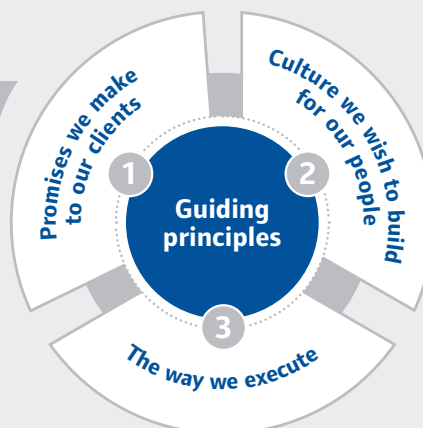 Promises we make
to our clients
Culture we wish to build
for our people
1
2
Guiding
principles
3
The way we execute